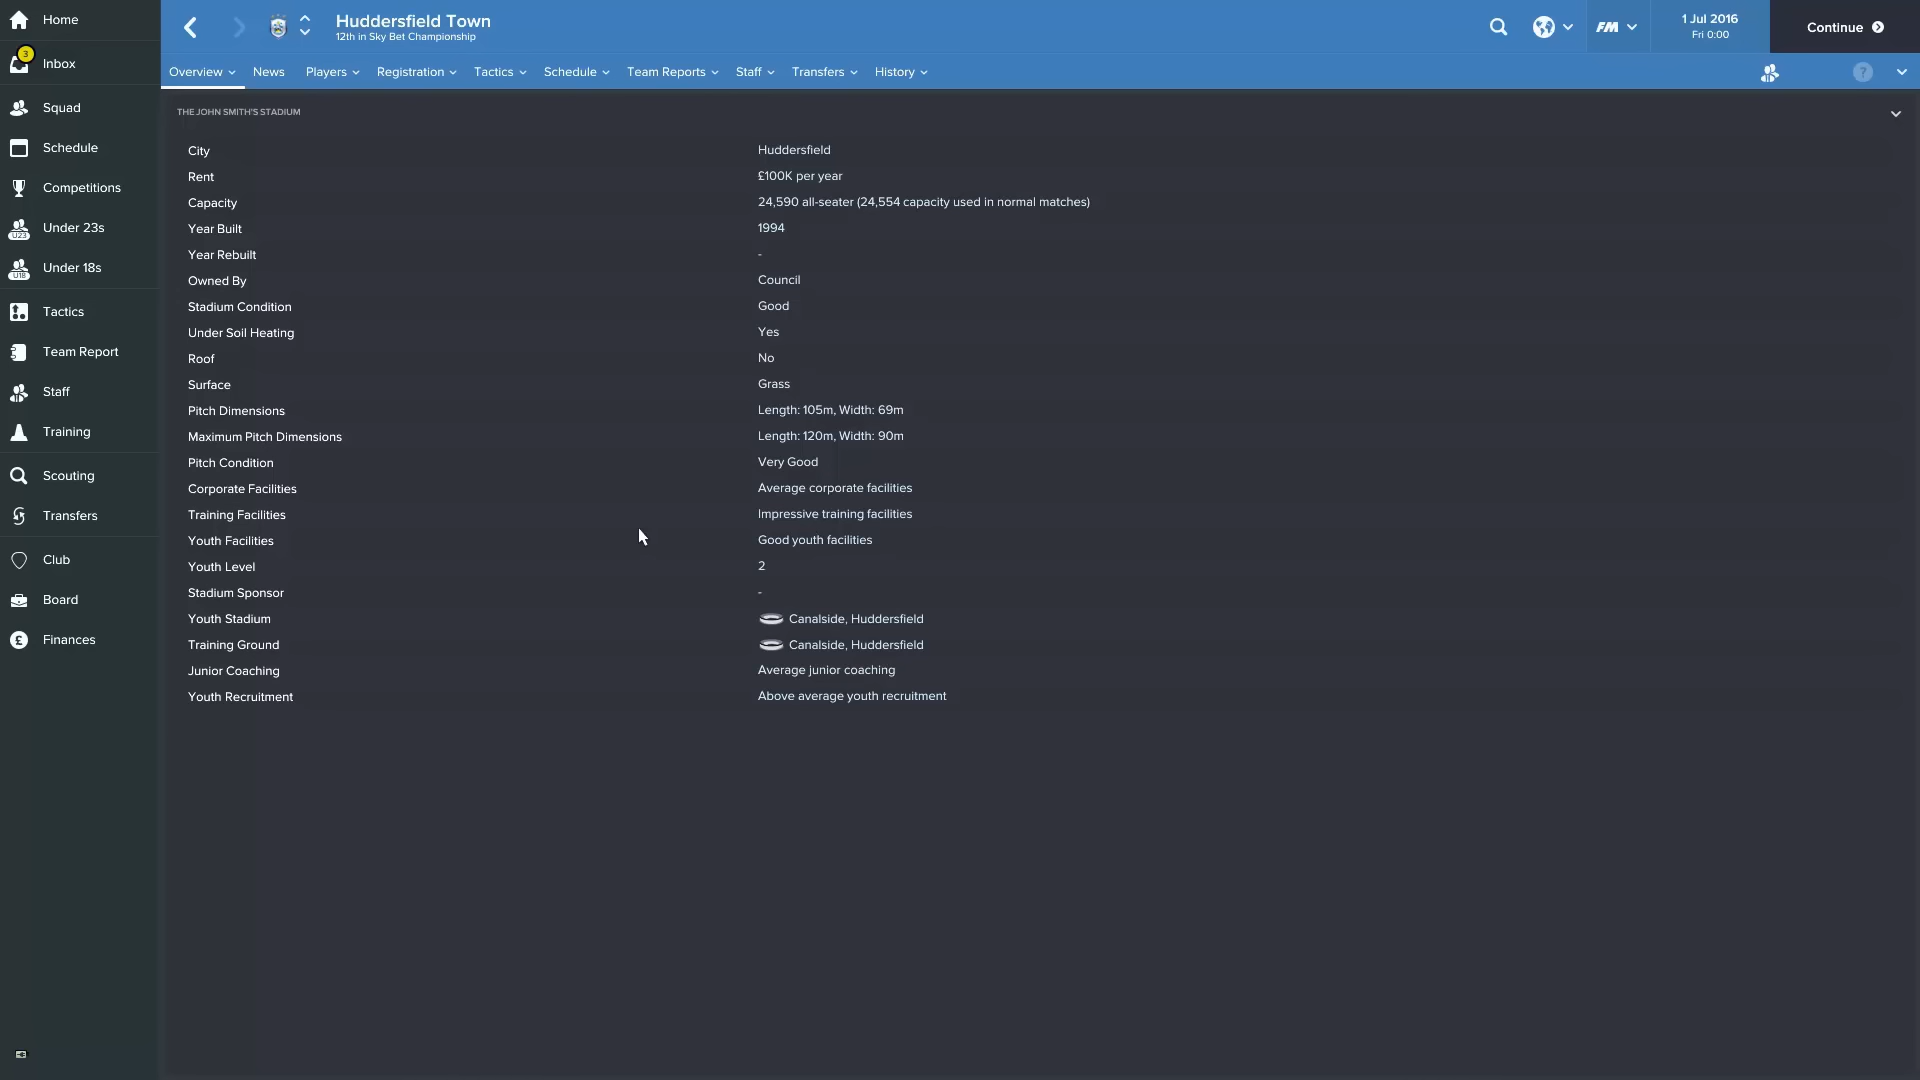 Home
Huddersfield Town
12th in Sky Bet Championship
FM
1 Jul 2016
Fri 0:00
Continue
3
Inbox
Overview
News
Players
Registration
Tactics
Schedule
Team Reports
Staff
Transfers
History
?
Squad
Schedule
Competitions
U23
Under 23s
U18
Under 18s
Tactics
Team Report
Staff
Training
Scouting
Transfers
Club
Board
£
Finances
THE JOHN SMITH'S STADIUM
City Huddersfield
Rent £100K per year
Capacity 24,590 all-seater (24,554 capacity used in normal matches)
Year Built 1994
Year Rebuilt -
Owned By Council
Stadium Condition Good
Under Soil Heating Yes
Roof No
Surface Grass
Pitch Dimensions Length: 105m, Width: 69m
Maximum Pitch Dimensions Length: 120m, Width: 90m
Pitch Condition Very Good
Corporate Facilities Average corporate facilities
Training Facilities Impressive training facilities
Youth Facilities Good youth facilities
Youth Level 2
Stadium Sponsor -
Youth Stadium Canalside, Huddersfield
Training Ground Canalside, Huddersfield
Junior Coaching Average junior coaching
Youth Recruitment Above average youth recruitment